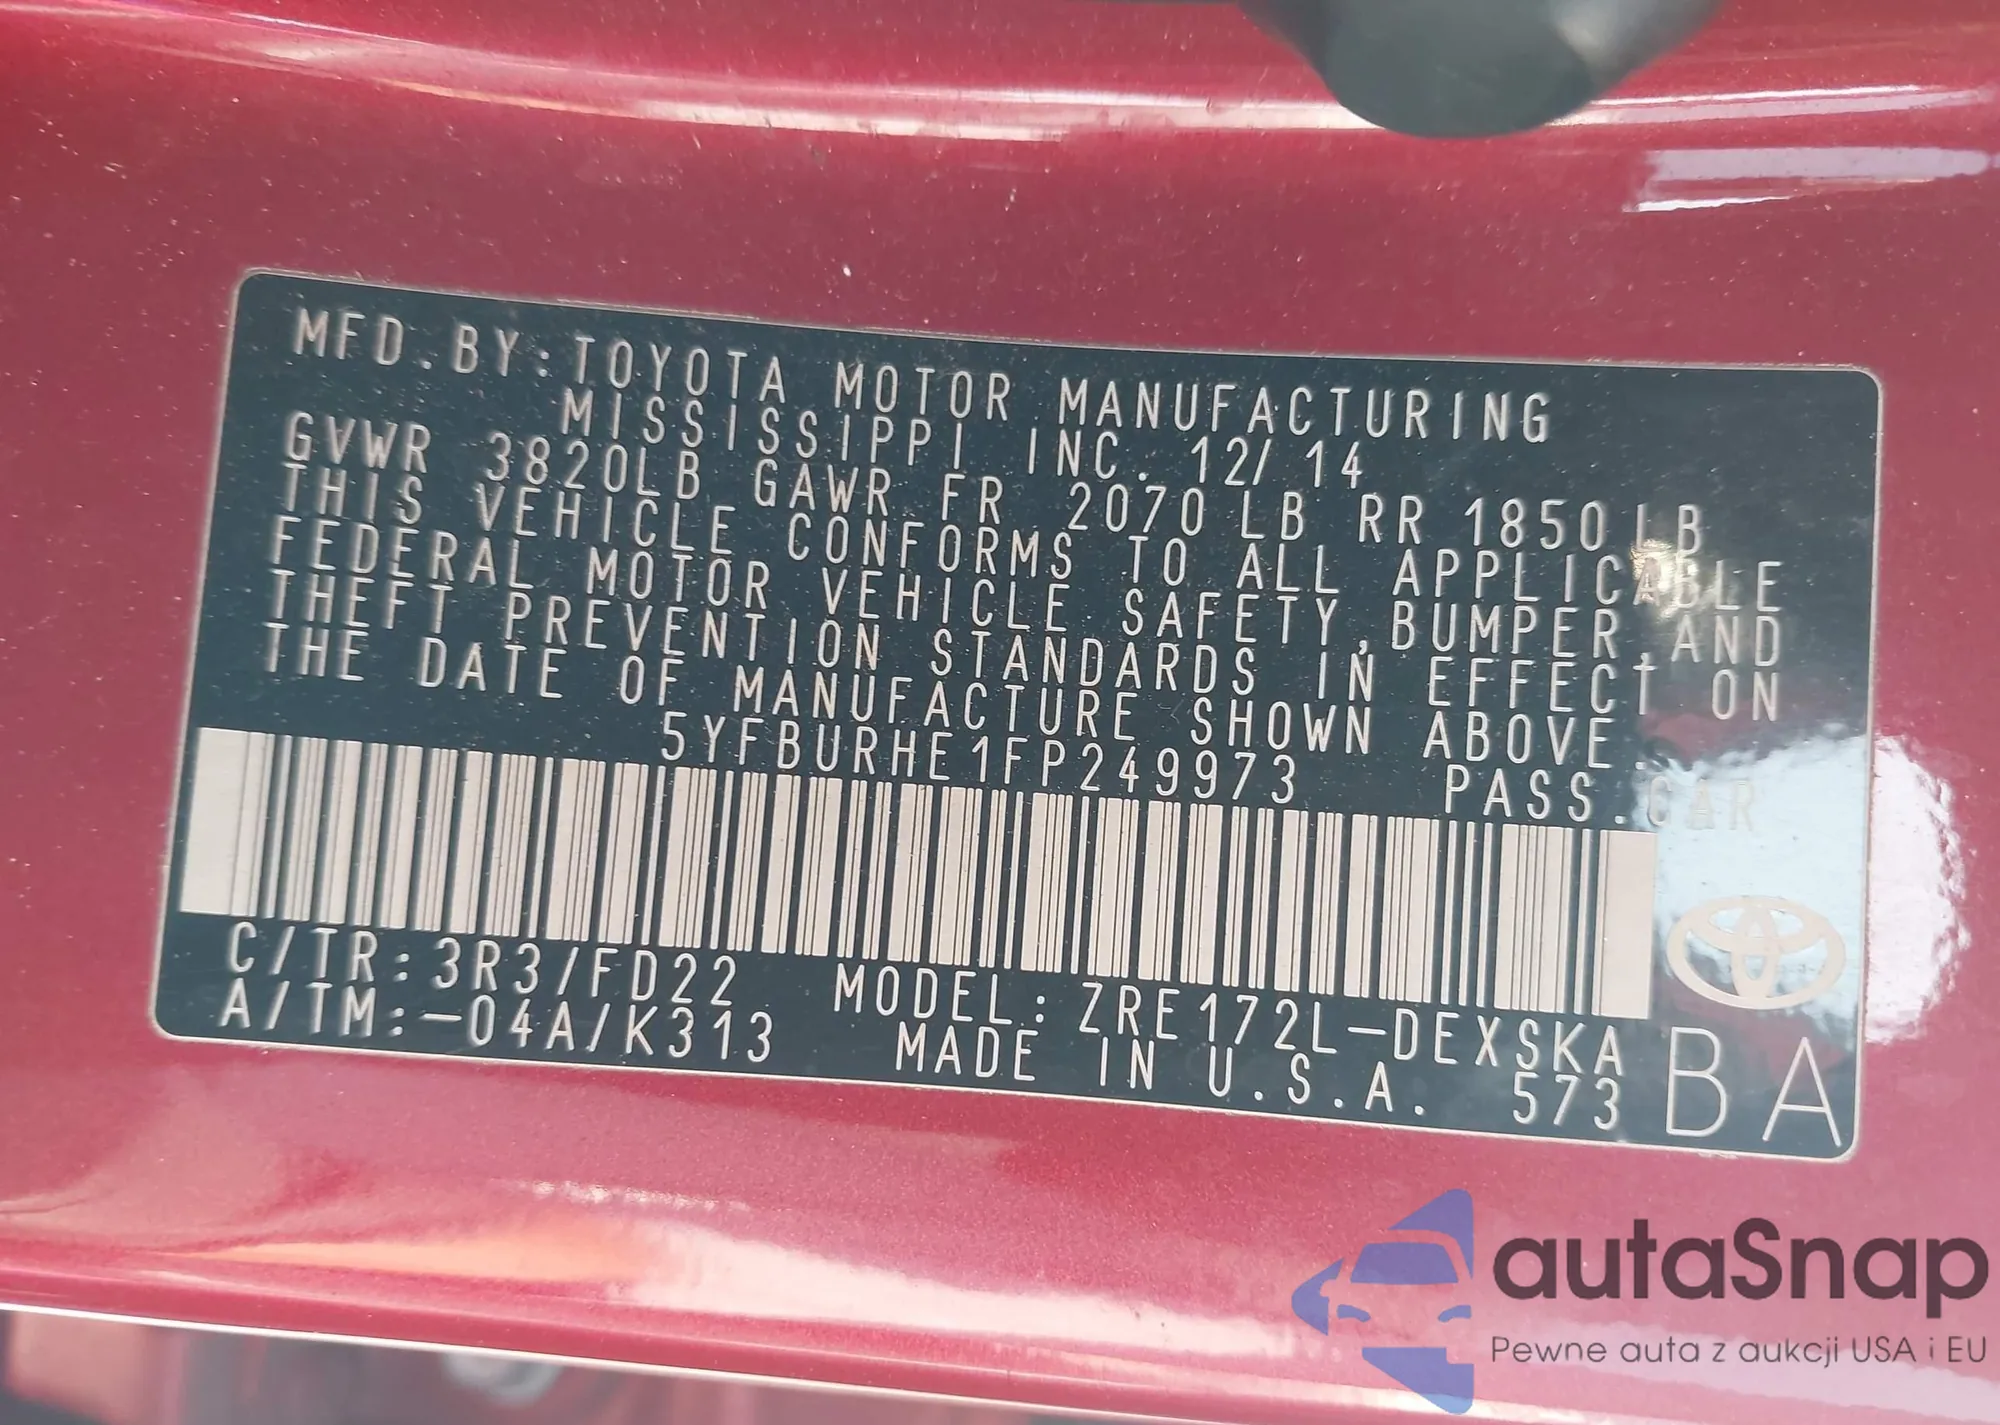 MFD.BY:TOYOTA MOTOR MANUFACTURING
MISSISSIPPI INC. 12/14
GVWR 3820LB GAWR FR 2070LB RR 1850LB
THIS VEHICLE CONFORMS TO ALL APPLICABLE
FEDERAL MOTOR VEHICLE SAFETY,BUMPER,AND
THEFT PREVENTION STANDARDS IN EFFECT ON
THE DATE OF MANUFACTURE SHOWN ABOVE.
5YFBURHE1FP249973 PASS.CAR
C/TR:3R3/FD22 MODEL:ZRE172L-DEXSKA
A/TM:-04A/K313 MADE IN U.S.A. 573
BA
autaSnap
Pewne auta z aukcji USA i EU